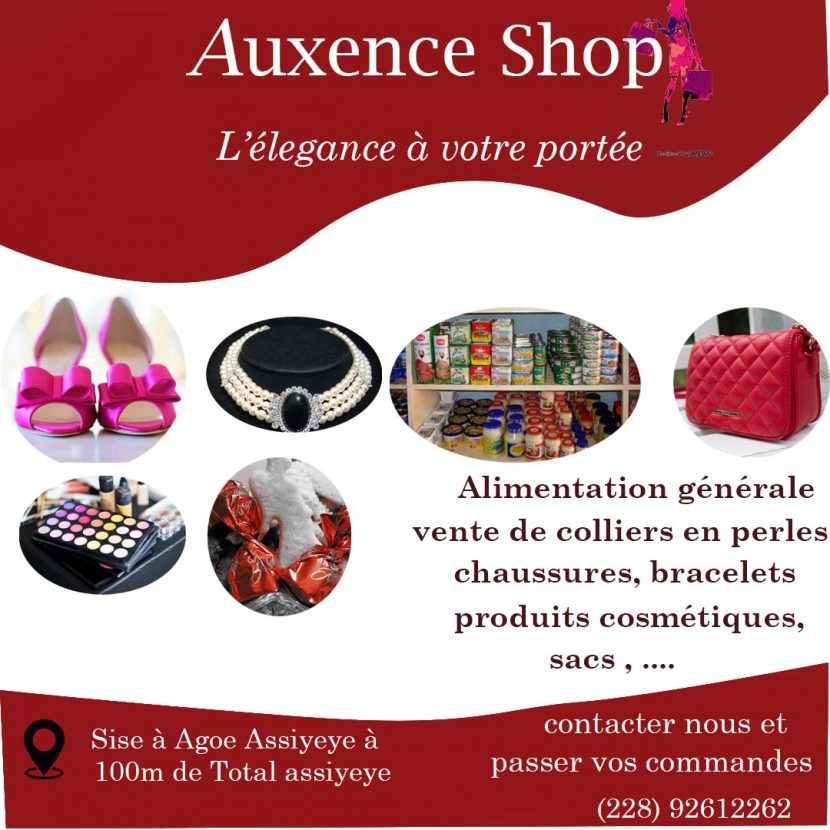 Auxence Shop
L'élegance à votre portée
Alimentation générale
vente de colliers en perles
chaussures, bracelets
produits cosmétiques,
sacs , ....
Sise à Agoe Assiyeye à
100m de Total assiyeye
contacter nous et
passer vos commandes
(228) 92612262